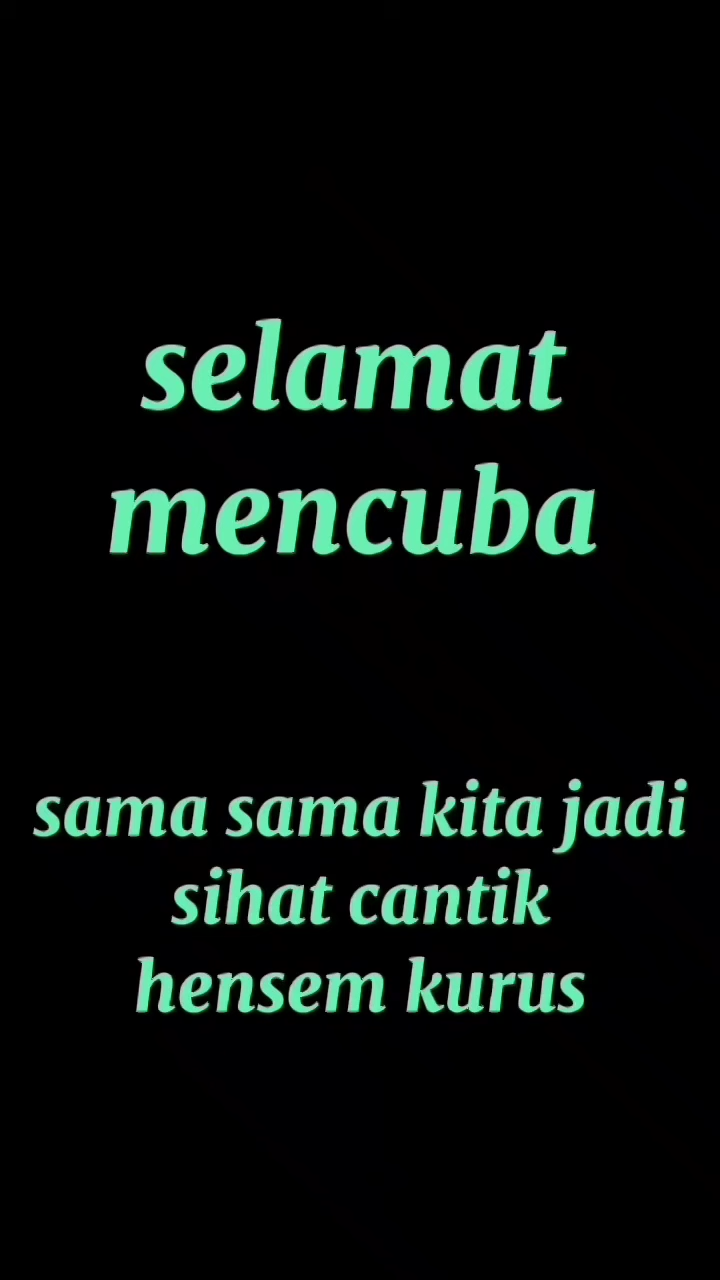 selamat
mencuba
sama sama kita jadi
sihat cantik
hensem kurus